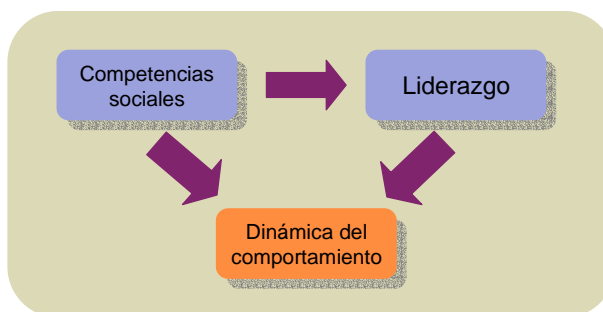 Competencias
sociales
Liderazgo
Dinámica del
comportamiento